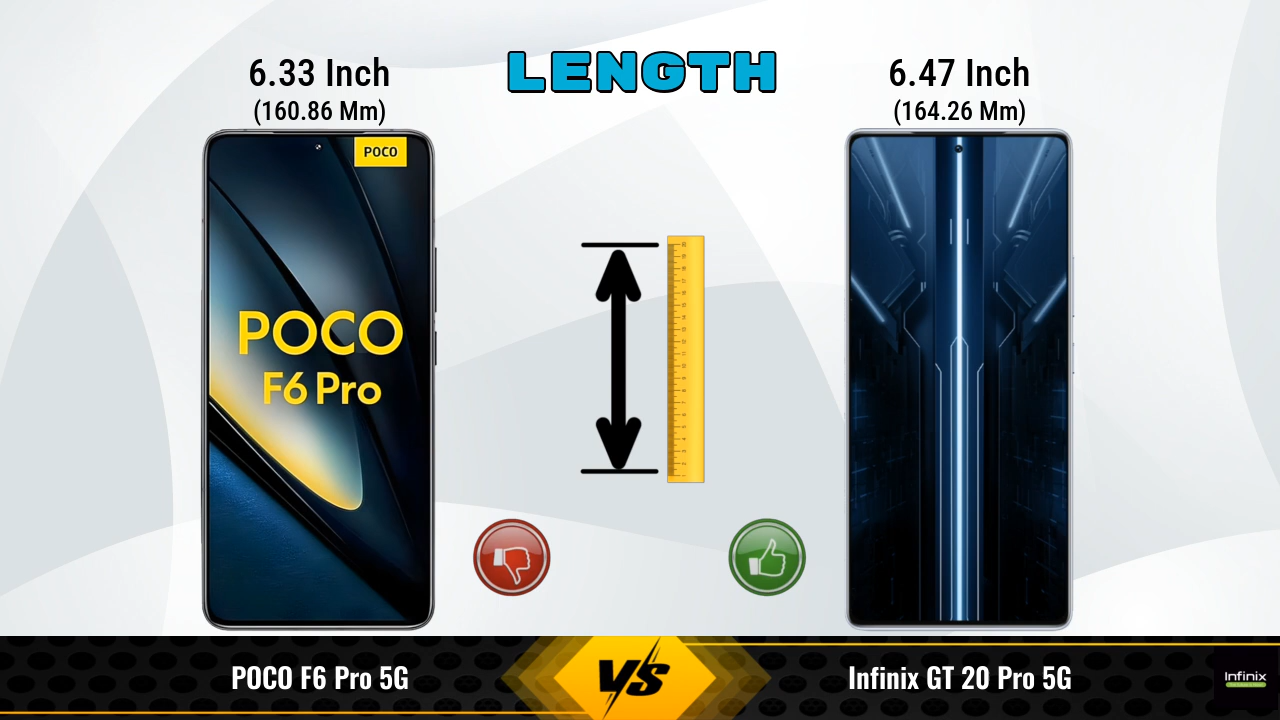 LENGTH
6.33 Inch
(160.86 Mm)
6.47 Inch
(164.26 Mm)
POCO
POCO
F6 Pro
POCO F6 Pro 5G
VS
Infinix GT 20 Pro 5G
Infinix